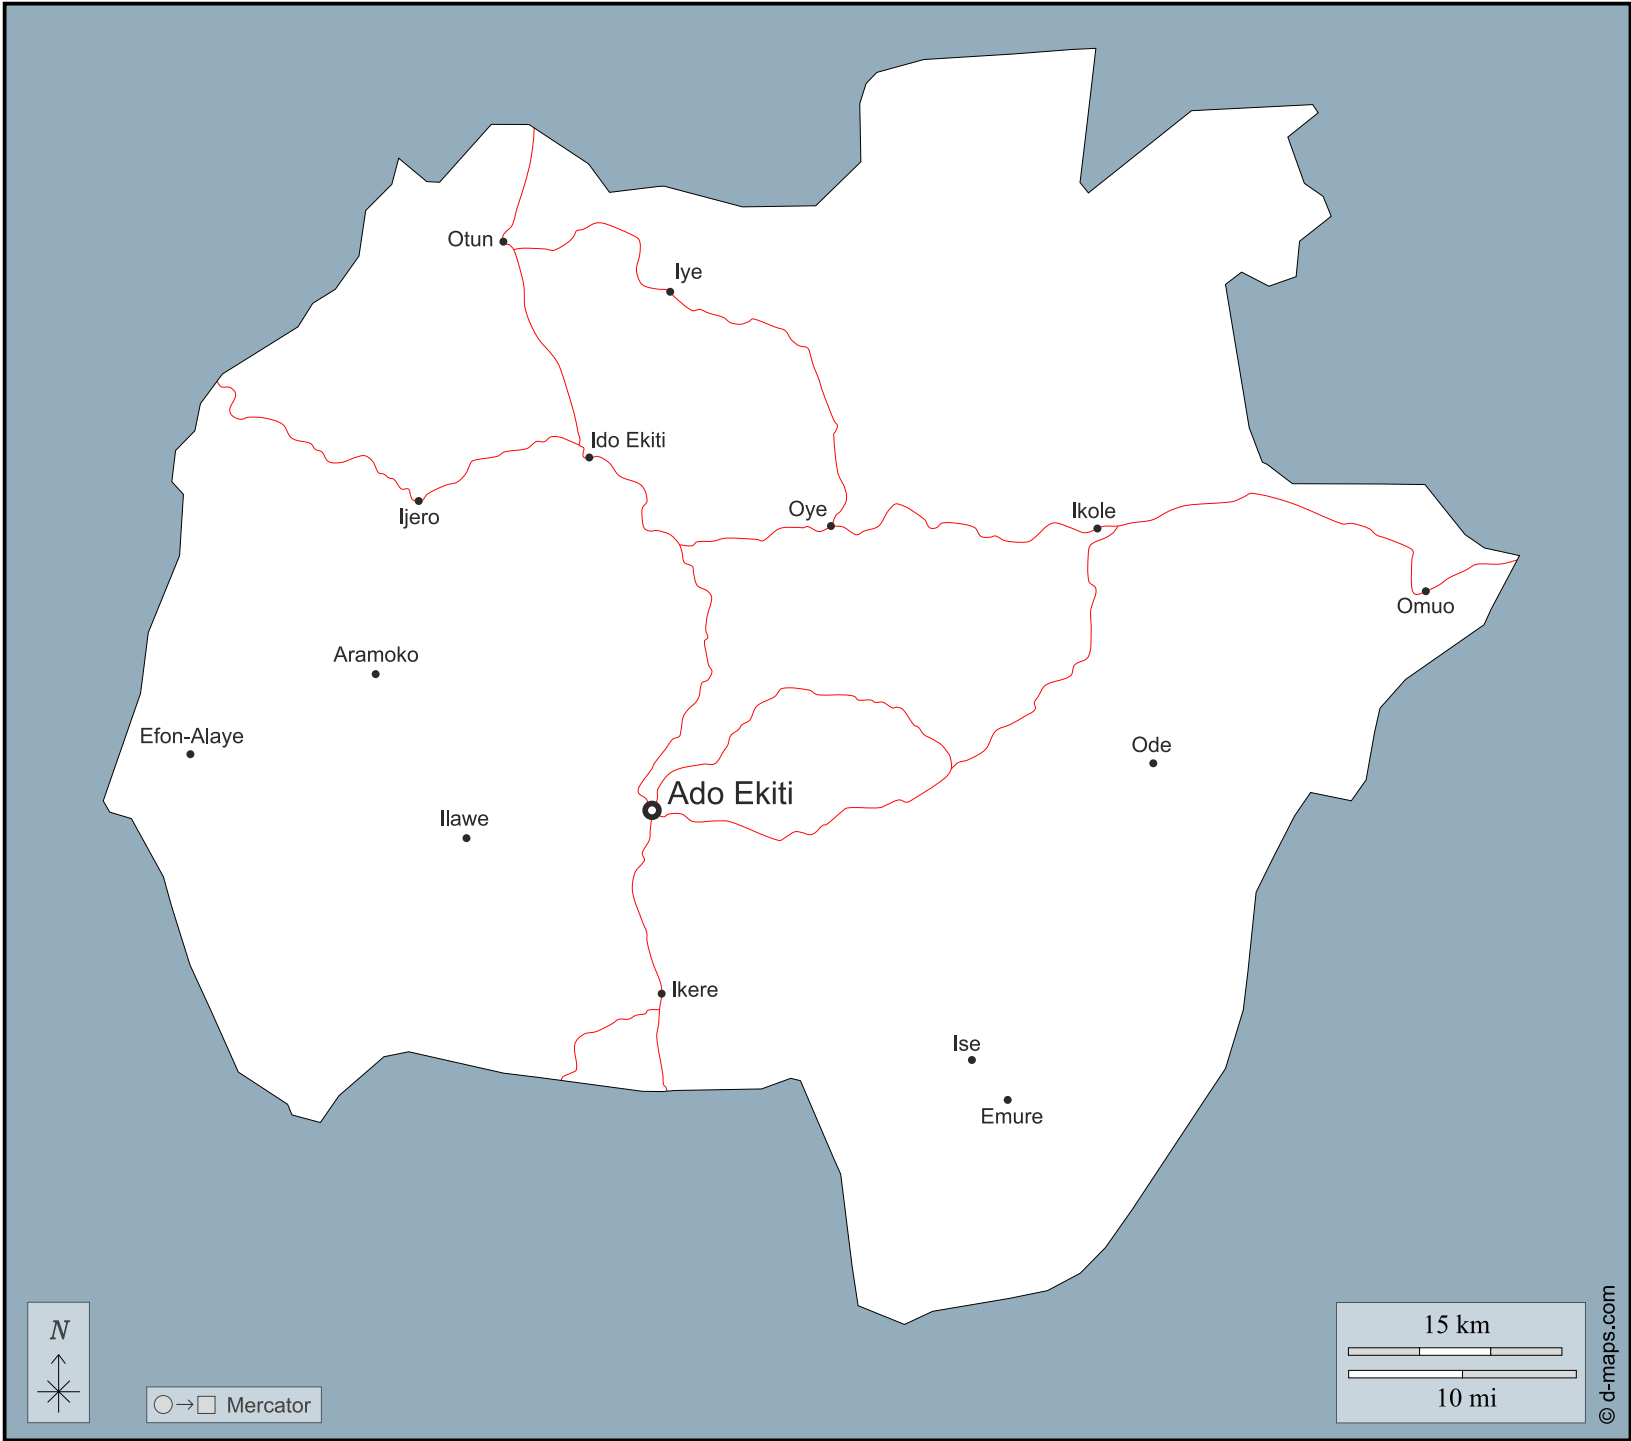 Otun
Iye
Ido Ekiti
Ijero
Oye
Ikole
Omuo
Aramoko
Efon-Alaye
Ode
Ado Ekiti
Ilawe
Ikere
Ise
Emure
N
Mercator
15 km
10 mi
© d-maps.com